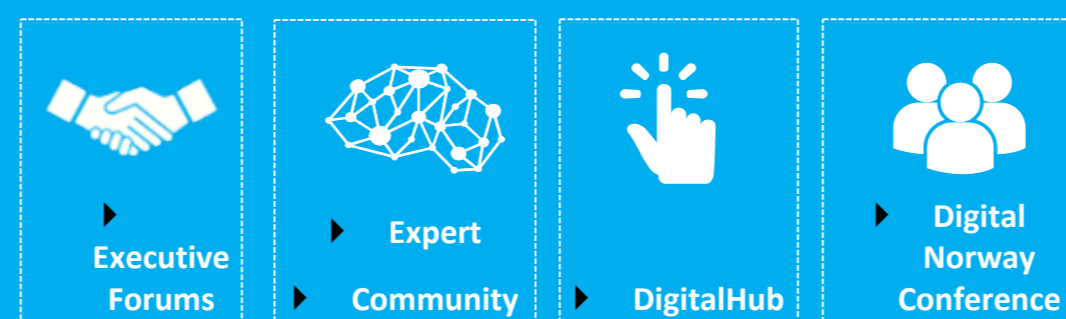 Executive
Forums
Expert
Community
DigitalHub
Digital
Norway
Conference